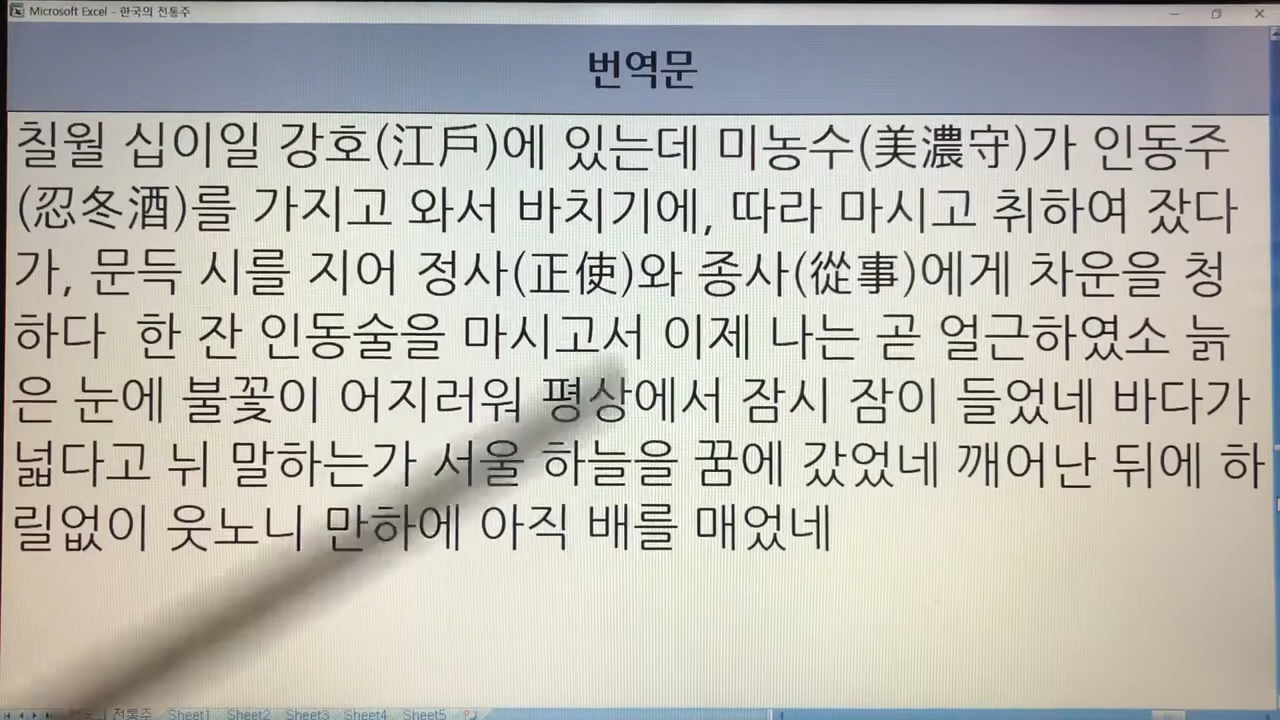 Microsoft Excel - 한국의 전통주
번역문
칠월 십이일 강호(江戶)에 있는데 미농수(美濃守)가 인동주
(忍冬酒)를 가지고 와서 바치기에, 따라 마시고 취하여 잤다
가, 문득 시를 지어 정사(正使)와 종사(從事)에게 차운을 청
하다 한 잔 인동술을 마시고서 이제 나는 곧 얼근하였소 늙
은 눈에 불꽃이 어지러워 평상에서 잠시 잠이 들었네 바다가
넓다고 뉘 말하는가 서울 하늘을 꿈에 갔었네 깨어난 뒤에 하
릴없이 웃노니 만하에 아직 배를 매었네
전통주 Sheet1 Sheet2 Sheet3 Sheet4 Sheet5